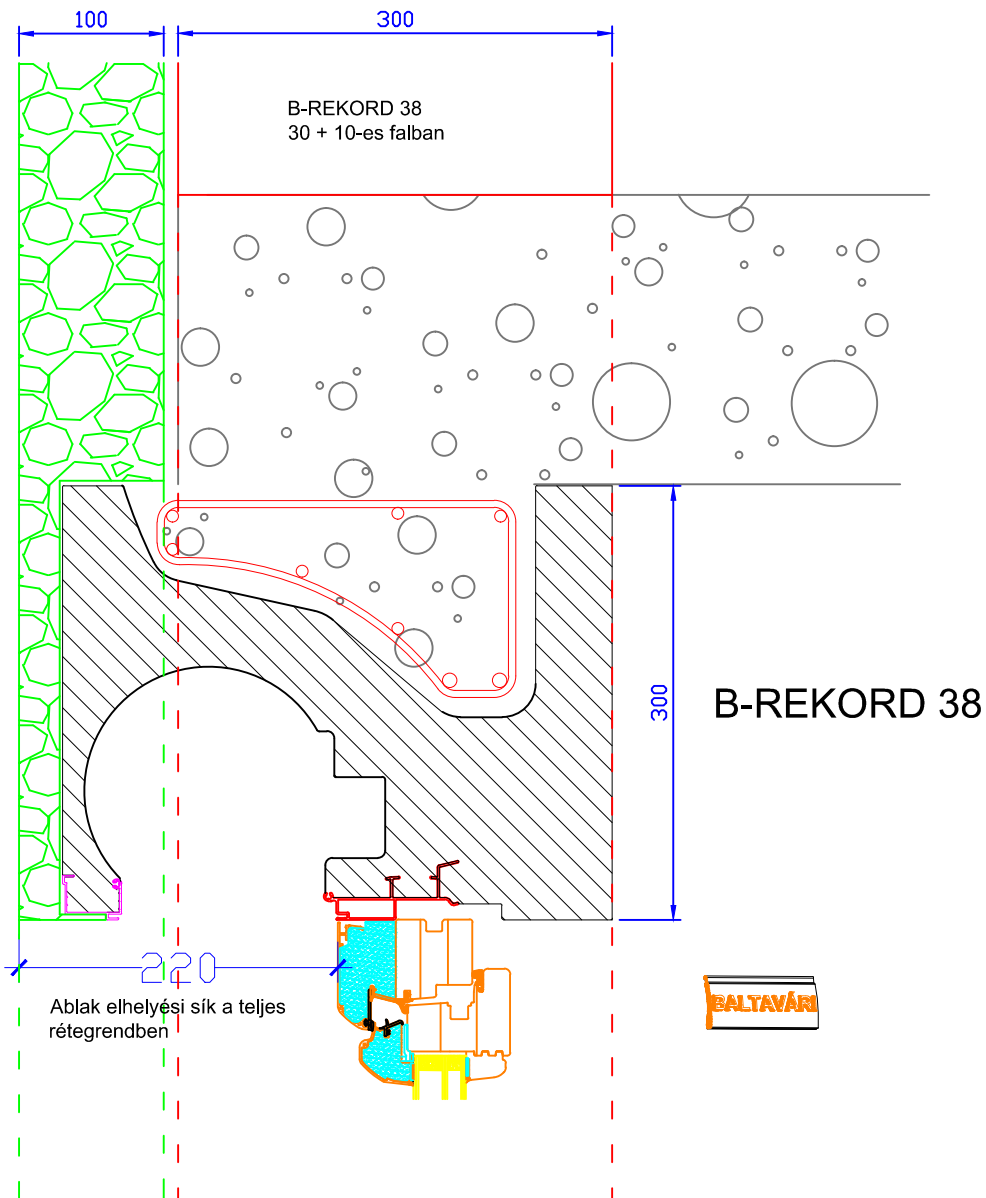 100
300
B-REKORD 38
30 + 10-es falban
300
B-REKORD 38
220
Ablak elhelyési sík a teljes
rétegrendben
BALTAVÁRI